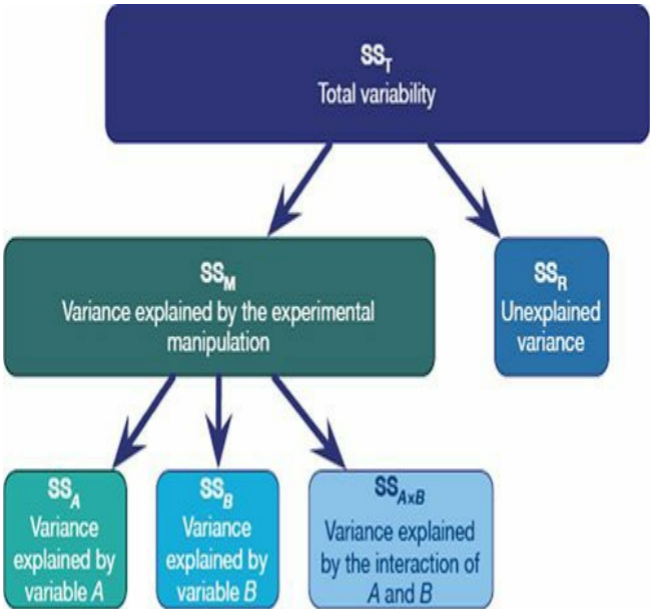 SS_T
Total variability
SS_M
Variance explained by the experimental
manipulation
SS_R
Unexplained
variance
SS_A
Variance
explained by
variable A
SS_B
Variance
explained by
variable B
SS_A×B
Variance explained
by the interaction of
A and B